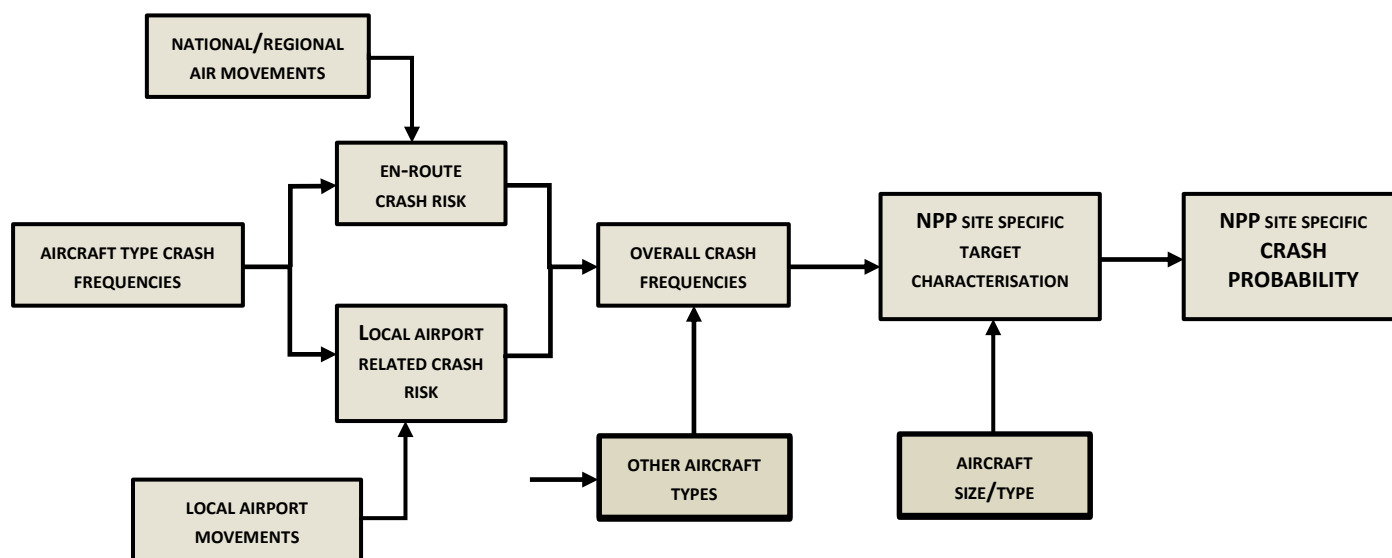 NATIONAL/REGIONAL
AIR MOVEMENTS
EN-ROUTE
CRASH RISK
AIRCRAFT TYPE CRASH
FREQUENCIES
LOCAL AIRPORT
RELATED CRASH
RISK
LOCAL AIRPORT
MOVEMENTS
OVERALL CRASH
FREQUENCIES
OTHER AIRCRAFT
TYPES
NPP SITE SPECIFIC
TARGET
CHARACTERISATION
AIRCRAFT
SIZE/TYPE
NPP SITE SPECIFIC
CRASH
PROBABILITY